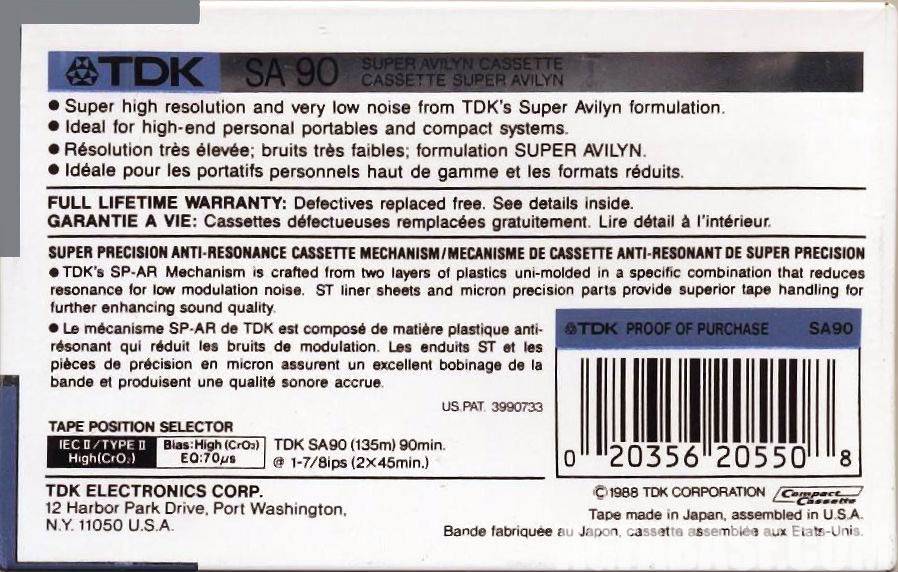 TDK SA 90 SUPER AVILYN CASSETTE
CASSETTE SUPER AVILYN
● Super high resolution and very low noise from TDK's Super Avilyn formulation.
● Ideal for high-end personal portables and compact systems.
● Résolution très élevée; bruits très faibles; formulation SUPER AVILYN.
● Idéale pour les portatifs personnels haut de gamme et les formats réduits.
FULL LIFETIME WARRANTY: Defectives replaced free. See details inside.
GARANTIE A VIE: Cassettes défectueuses remplacées gratuitement. Lire détail à l'intérieur.
SUPER PRECISION ANTI-RESONANCE CASSETTE MECHANISM/MECANISME DE CASSETTE ANTI-RESONANT DE SUPER PRECISION
● TDK's SP-AR Mechanism is crafted from two layers of plastics uni-molded in a specific combination that reduces
resonance for low modulation noise. ST liner sheets and micron precision parts provide superior tape handling for
further enhancing sound quality.
● Le mécanisme SP-AR de TDK est composé de matière plastique anti-
résonant qui réduit les bruits de modulation. Les enduits ST et les
pièces de précision en micron assurent un excellent bobinage de la
bande et produisent une qualité sonore accrue.
US.PAT. 3990733
TDK PROOF OF PURCHASE SA90
0 20356 20550 8
TAPE POSITION SELECTOR
IEC II/TYPE II Bias:High (CrO₂) TDK SA90 (135m) 90min.
High(CrO₂) EQ:70μs @ 1-7/8ips (2×45min.)
TDK ELECTRONICS CORP.
12 Harbor Park Drive, Port Washington,
N.Y. 11050 U.S.A.
©1988 TDK CORPORATION Compact Cassette
Tape made in Japan, assembled in U.S.A.
Bande fabriquée au Japon, cassette assemblée aux Etats-Unis.